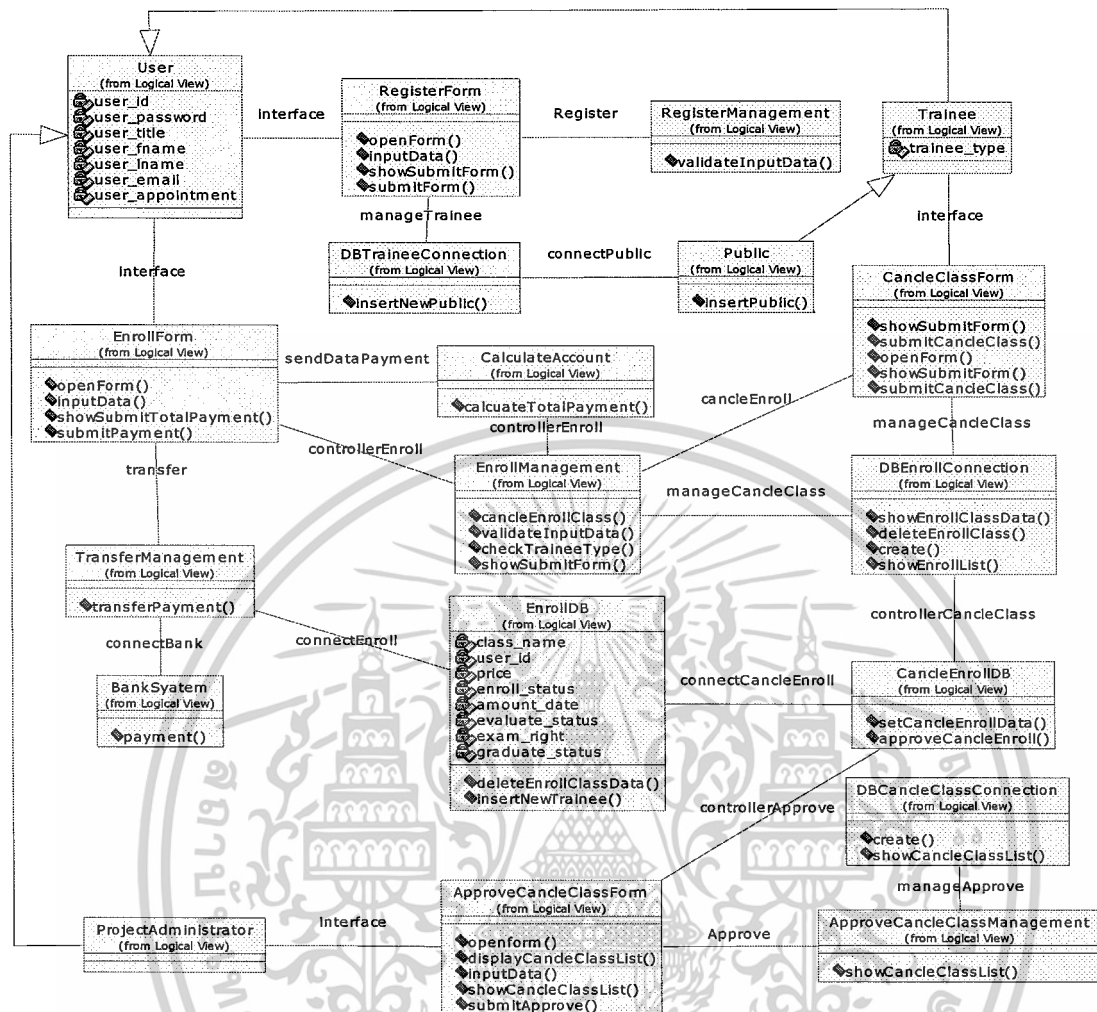 User
(from Logical View)
user_id
user_password
user_title
user_fname
user_lname
user_email
user_appointment
Interface
RegisterForm
(from Logical View)
openForm()
inputData()
showSubmitForm()
submitForm()
Register
RegisterManagement
(from Logical View)
validateInputData()
Trainee
(from Logical View)
trainee_type
manageTrainee
interface
DBTraineeConnection
(from Logical View)
insertNewPublic()
connectPublic
Public
(from Logical View)
insertPublic()
interface
CancleClassForm
(from Logical View)
showSubmitForm()
submitCancleClass()
openForm()
showSubmitForm()
submitCancleClass()
EnrollForm
(from Logical View)
openForm()
inputData()
showSubmitTotalPayment()
submitPayment()
sendDataPayment
CalculateAccount
(from Logical View)
calcuateTotalPayment()
cancleEnroll
controllerEnroll
manageCancleClass
controllerEnroll
transfer
EnrollManagement
(from Logical View)
cancleEnrollClass()
validateInputData()
checkTraineeType()
showSubmitForm()
manageCancleClass
DBEnrollConnection
(from Logical View)
showEnrollClassData()
deleteEnrollClass()
create()
showEnrollList()
TransferManagement
(from Logical View)
transferPayment()
connectBank
connectEnroll
EnrollDB
(from Logical View)
class_name
user_id
price
enroll_status
amount_date
evaluate_status
exam_right
graduate_status
deleteEnrollClassData()
insertNewTrainee()
controllerCancleClass
connectCancleEnroll
CancleEnrollDB
(from Logical View)
setCancleEnrollData()
approveCancleEnroll()
BankSyatem
(from Logical View)
payment()
controllerApprove
DBCancleClassConnection
(from Logical View)
create()
showCancleClassList()
manageApprove
ProjectAdministrator
(from Logical View)
Interface
ApproveCancleClassForm
(from Logical View)
openform()
displayCancleClassList()
inputData()
showCancleClassList()
submitApprove()
Approve
ApproveCancleClassManagement
(from Logical View)
showCancleClassList()